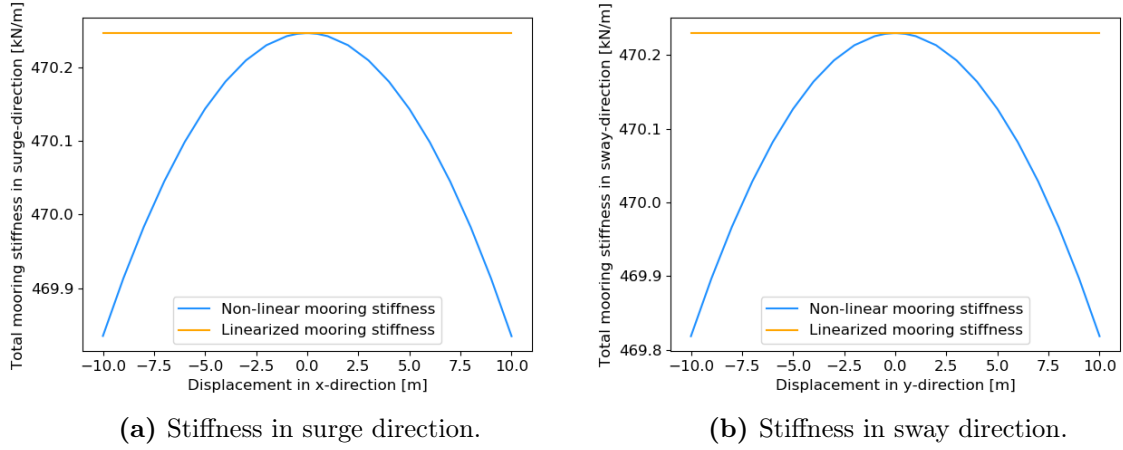 Total mooring stiffness in surge-direction [kN/m]
470.2
470.1
470.0
469.9
Non-linear mooring stiffness
Linearized mooring stiffness
−10.0 −7.5 −5.0 −2.5 0.0 2.5 5.0 7.5 10.0
Displacement in x-direction [m]
(a) Stiffness in surge direction.
Total mooring stiffness in sway-direction [kN/m]
470.2
470.1
470.0
469.9
469.8
Non-linear mooring stiffness
Linearized mooring stiffness
−10.0 −7.5 −5.0 −2.5 0.0 2.5 5.0 7.5 10.0
Displacement in y-direction [m]
(b) Stiffness in sway direction.